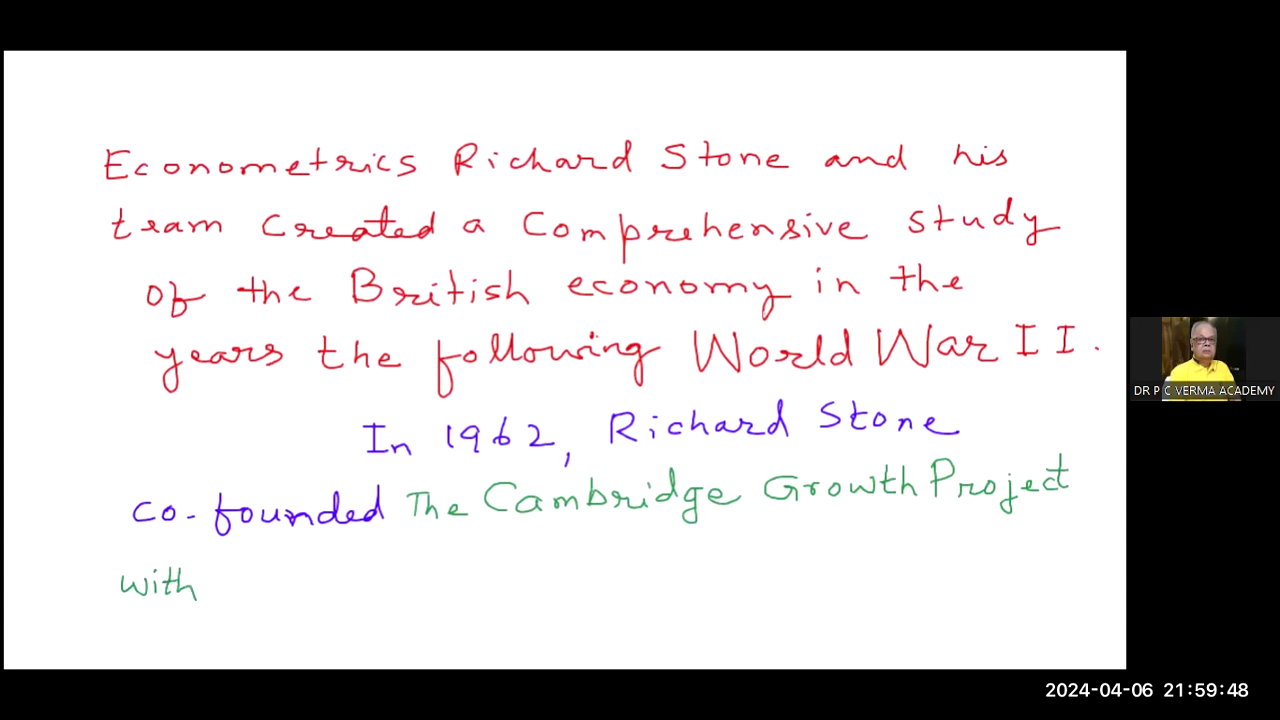 Econometrics Richard Stone and his
team created a comprehensive study
of the British economy in the
years the following World War II.
In 1962, Richard Stone
co-founded The Cambridge Growth Project
with
DR P C VERMA ACADEMY
2024-04-06 21:59:48